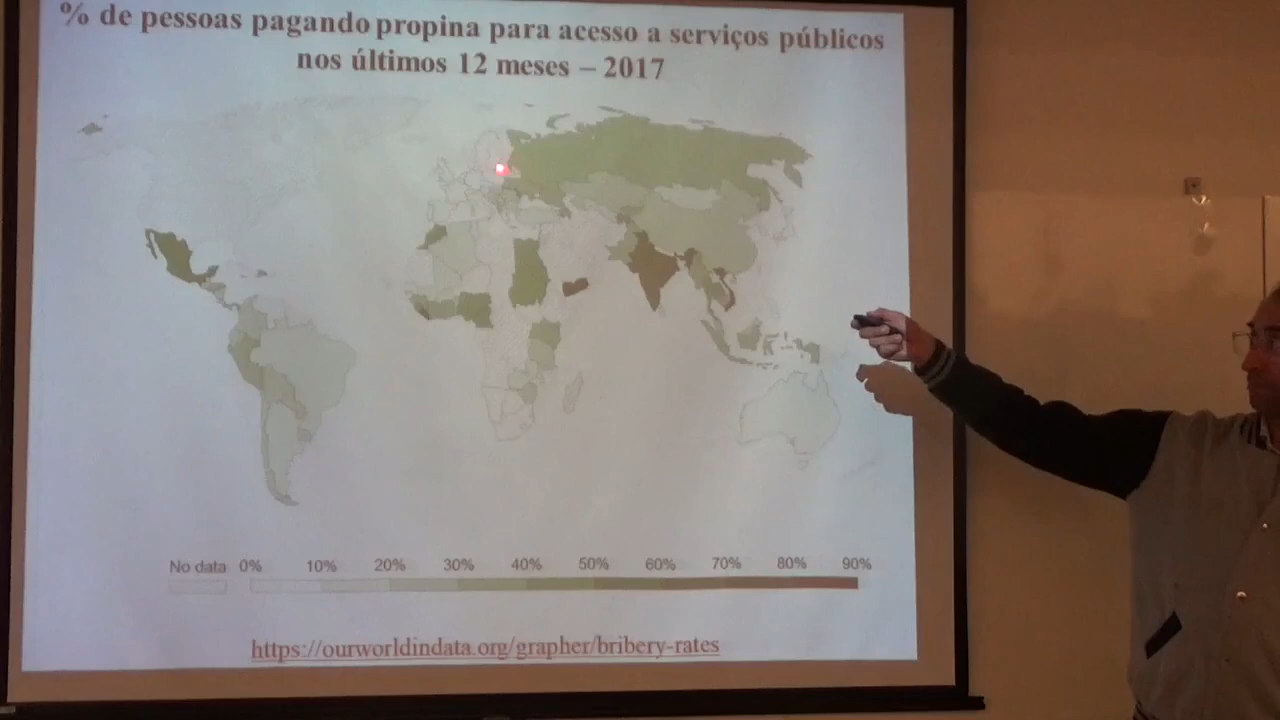 % de pessoas pagando propina para acesso a serviços públicos
nos últimos 12 meses – 2017
No data 0% 10% 20% 30% 40% 50% 60% 70% 80% 90%
https://ourworldindata.org/grapher/bribery-rates